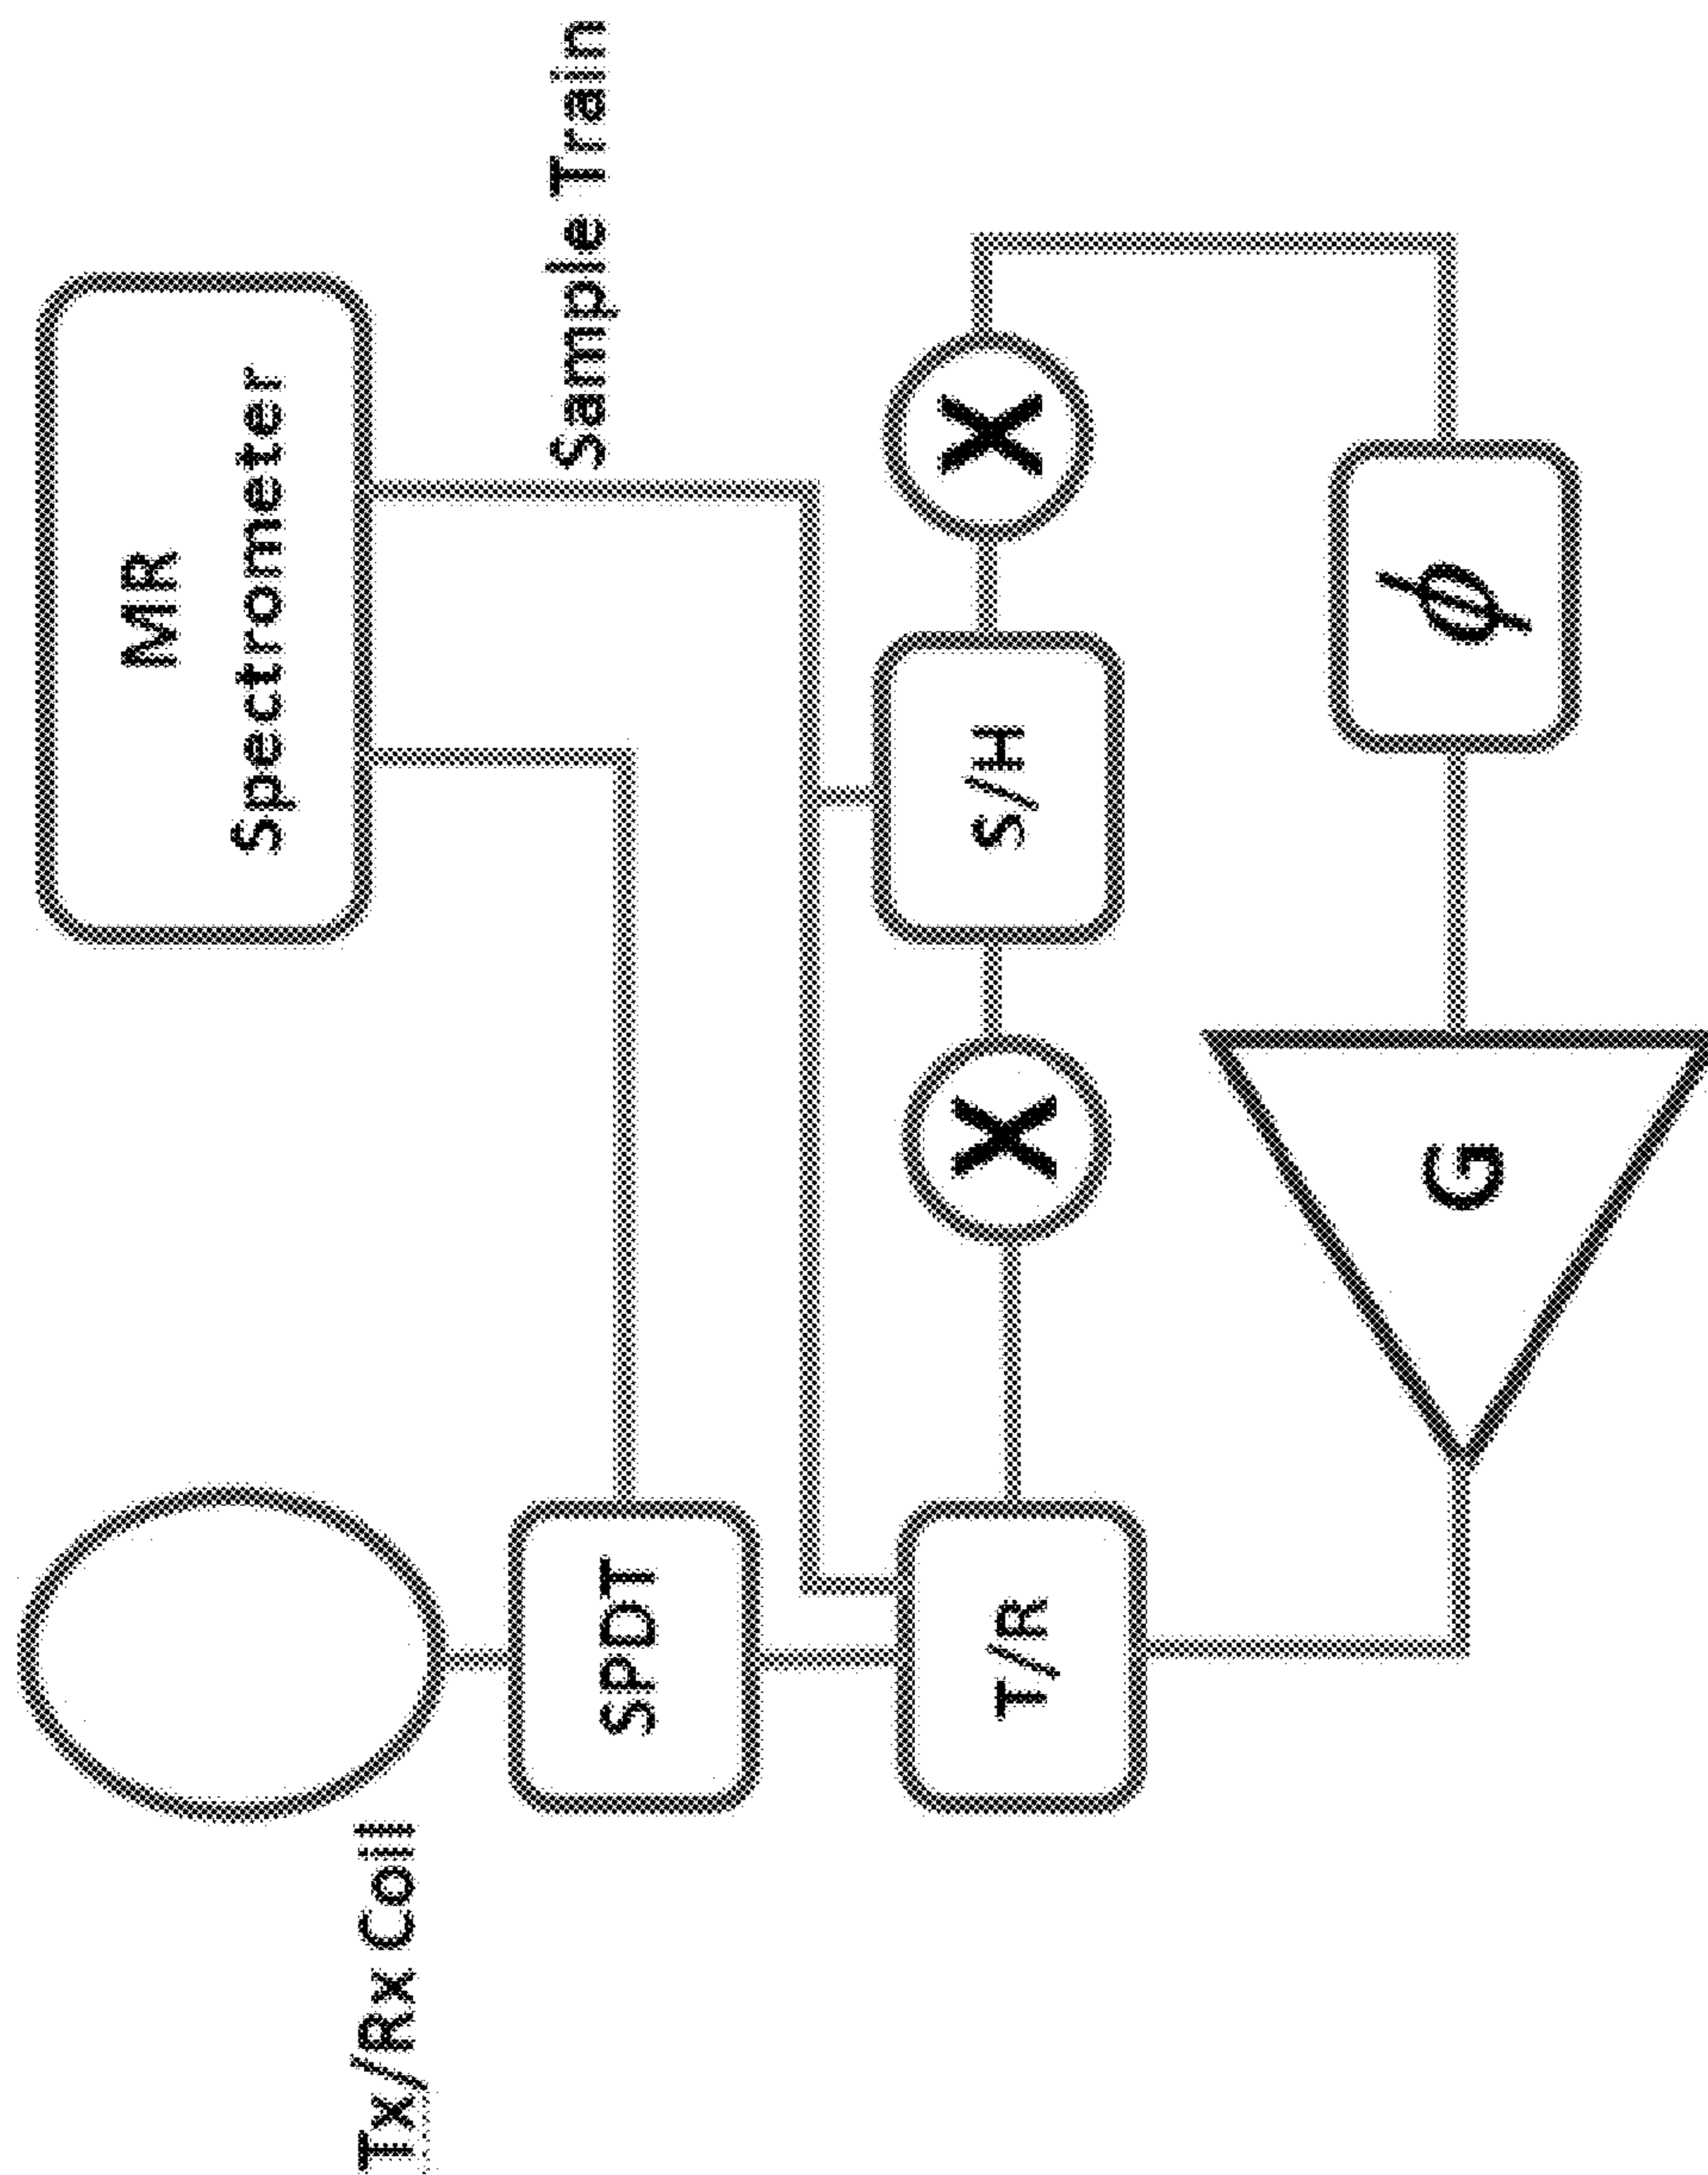 MR
Spectrometer
Sample Train
Tx/Rx Coil
SPDT
T/R
X
S/H
X
G
ϕ